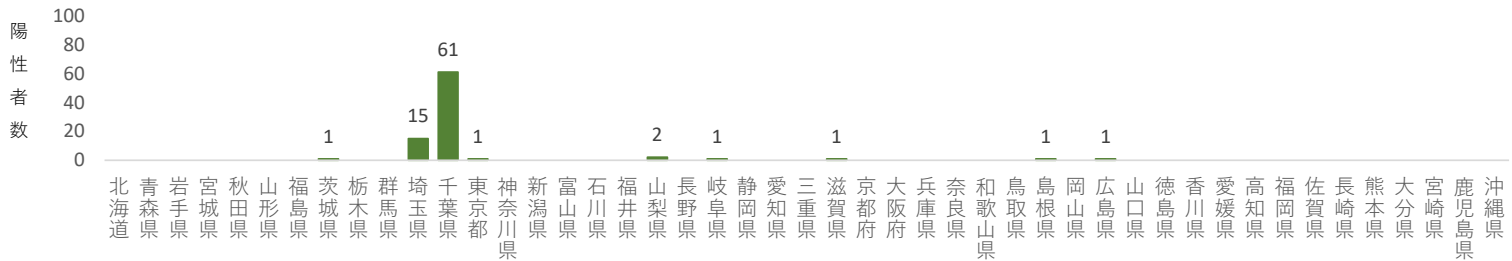 陽性者数
100
80
60
40
20
0
1
15
61
1
2
1
1
1
1
北海道
青森県
岩手県
宮城県
秋田県
山形県
福島県
茨城県
栃木県
群馬県
埼玉県
千葉県
東京都
神奈川県
新潟県
富山県
石川県
福井県
山梨県
長野県
岐阜県
静岡県
愛知県
三重県
滋賀県
京都府
大阪府
兵庫県
奈良県
和歌山県
鳥取県
島根県
岡山県
広島県
山口県
徳島県
香川県
愛媛県
高知県
福岡県
佐賀県
長崎県
熊本県
大分県
宮崎県
鹿児島県
沖縄県